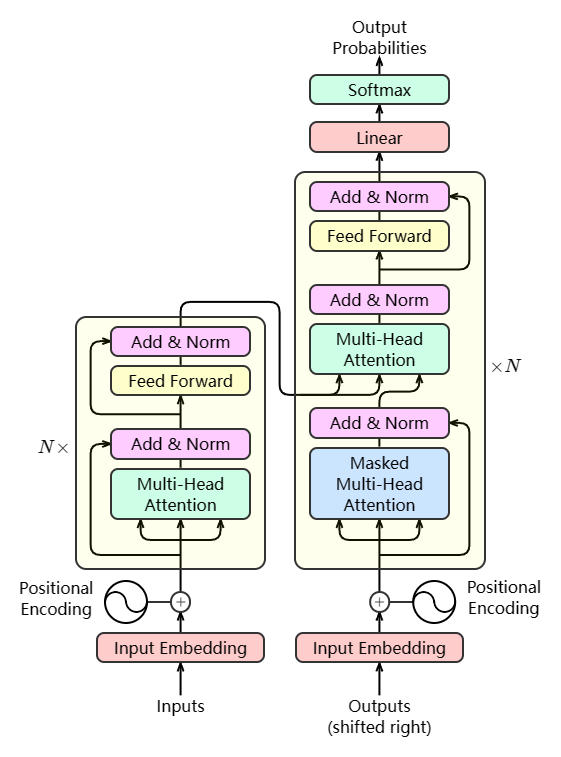 Output
Probabilities
Softmax
Linear
Add & Norm
Feed Forward
Add & Norm
Multi-Head
Attention
Add & Norm
Masked
Multi-Head
Attention
×N
Add & Norm
Feed Forward
Add & Norm
Multi-Head
Attention
N×
Positional
Encoding
+
+
Positional
Encoding
Input Embedding
Input Embedding
Inputs
Outputs
(shifted right)